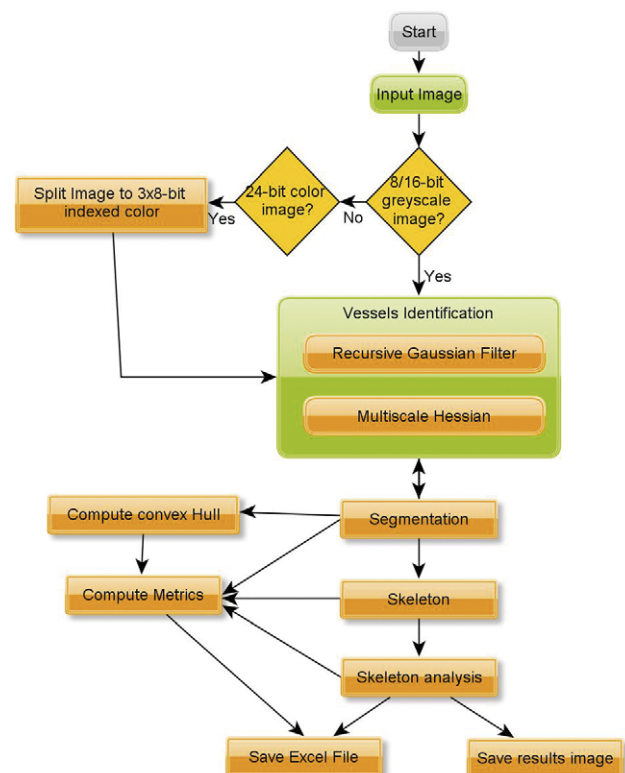 Start
Input Image
8/16-bit
greyscale
image?
24-bit color
image?
Split Image to 3x8-bit
indexed color
Yes
No
Yes
Vessels Identification
Recursive Gaussian Filter
Multiscale Hessian
Compute convex Hull
Segmentation
Compute Metrics
Skeleton
Skeleton analysis
Save Excel File
Save results image